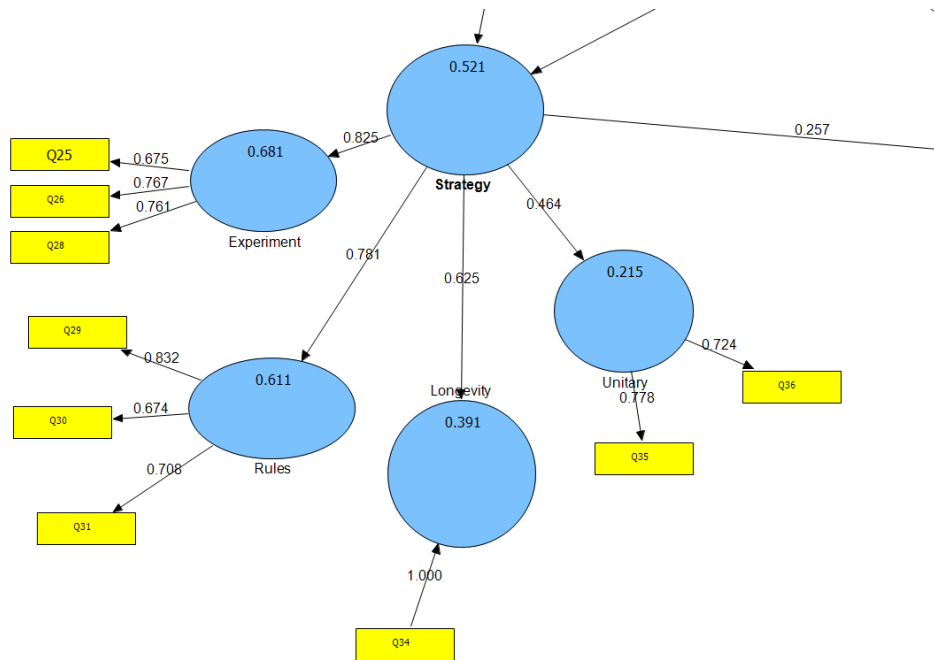 0.521
0.257
0.825
Q25
0.675
0.681
0.767
Q26
0.761
Strategy
0.464
Q28
Experiment
0.781
0.625
0.215
Q29
0.832
0.724
0.611
Longevity
Unitary
Q36
0.778
0.674
Q30
0.391
Q35
0.708
Rules
Q31
1.000
Q34